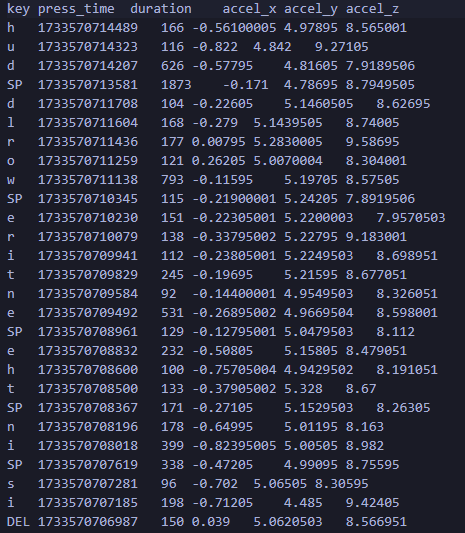 key press_time duration accel_x accel_y accel_z
h 1733570714489 166 -0.56100005 4.97895 8.565001
u 1733570714323 116 -0.822 4.842 9.27105
d 1733570714207 626 -0.57795 4.81605 7.9189506
SP 1733570713581 1873 -0.171 4.78695 8.7949505
d 1733570711708 104 -0.22605 5.1460505 8.62695
l 1733570711604 168 -0.279 5.1439505 8.74005
r 1733570711436 177 0.00795 5.2830005 9.58695
o 1733570711259 121 0.26205 5.0070004 8.304001
w 1733570711138 793 -0.11595 5.19705 8.57505
SP 1733570710345 115 -0.21900001 5.24205 7.8919506
e 1733570710230 151 -0.22305001 5.2200003 7.9570503
r 1733570710079 138 -0.33795002 5.22795 9.183001
i 1733570709941 112 -0.23805001 5.2249503 8.698951
t 1733570709829 245 -0.19695 5.21595 8.677051
n 1733570709584 92 -0.14400001 4.9549503 8.326051
e 1733570709492 531 -0.26895002 4.9669504 8.598001
SP 1733570708961 129 -0.12795001 5.0479503 8.112
e 1733570708832 232 -0.50805 5.15805 8.479051
h 1733570708600 100 -0.75705004 4.9429502 8.191051
t 1733570708500 133 -0.37905002 5.328 8.67
SP 1733570708367 171 -0.27105 5.1529503 8.26305
n 1733570708196 178 -0.64995 5.01195 8.163
i 1733570708018 399 -0.82395005 5.00505 8.982
SP 1733570707619 338 -0.47205 4.99095 8.75595
s 1733570707281 96 -0.702 5.06505 8.30595
i 1733570707185 198 -0.71205 4.485 9.42405
DEL 1733570706987 150 0.039 5.0620503 8.566951